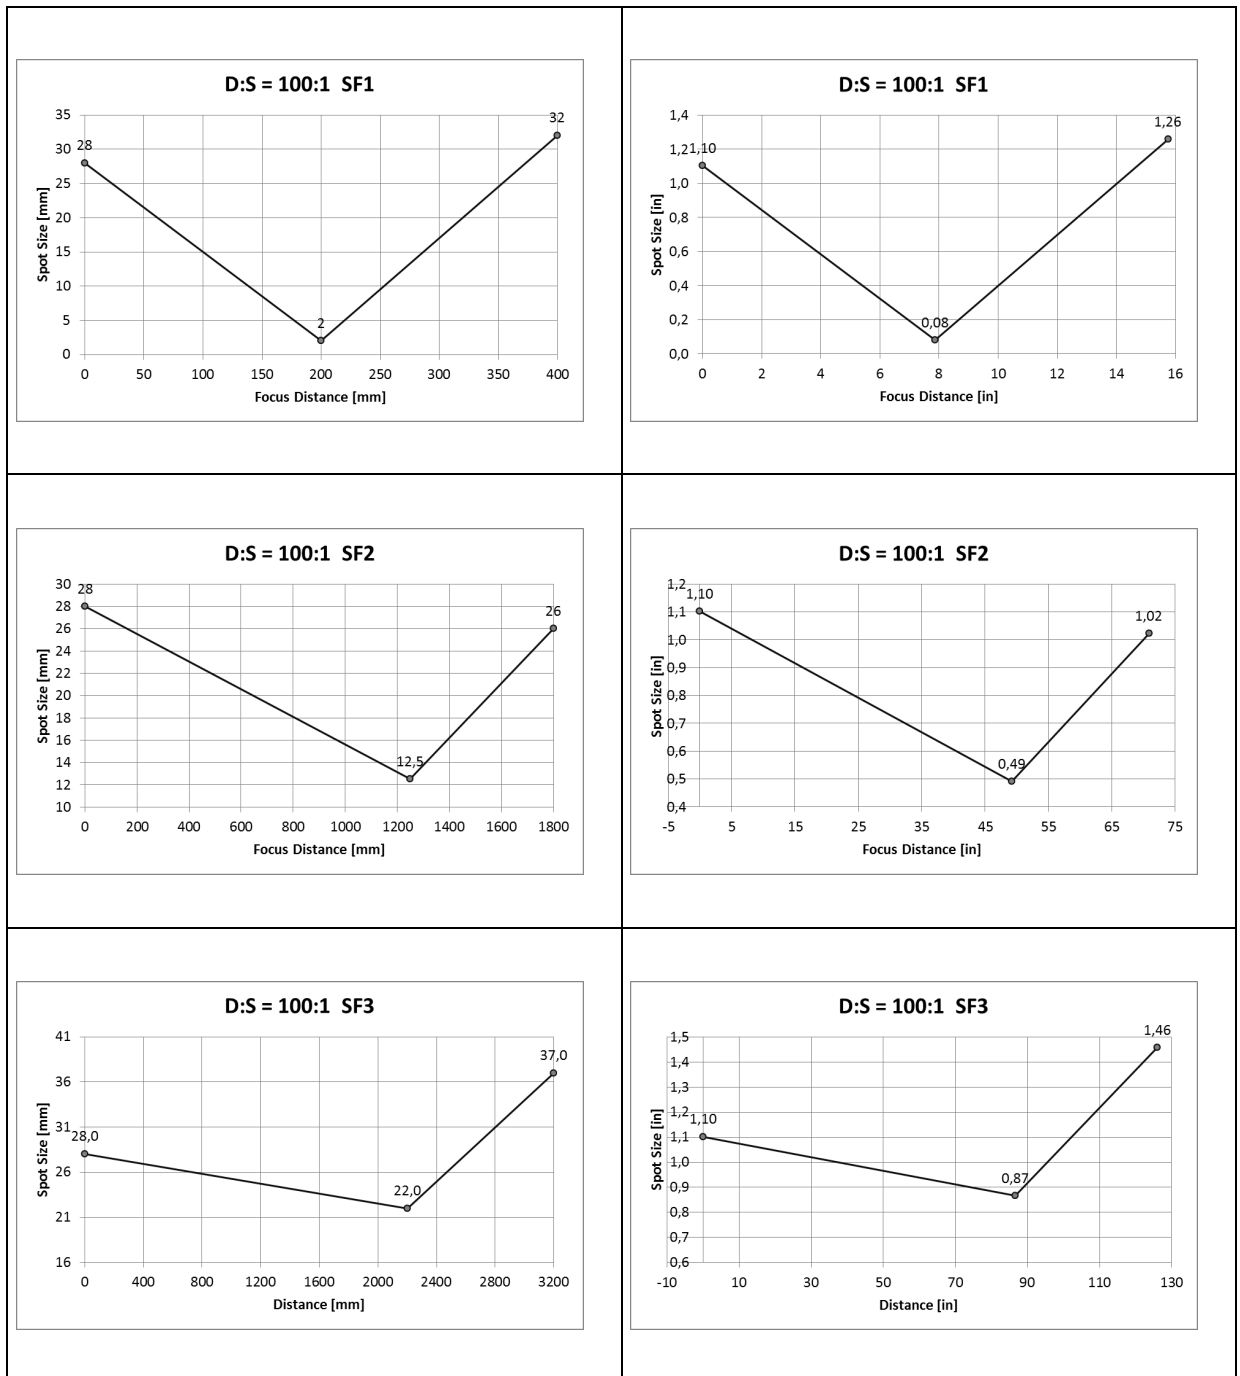 D:S = 100:1 SF1
35
30
25
20
15
10
5
0
28
2
32
Spot Size [mm]
0 50 100 150 200 250 300 350 400
Focus Distance [mm]
D:S = 100:1 SF1
1,4
1,2
1,0
0,8
0,6
0,4
0,2
0,0
1,10
0,08
1,26
Spot Size [in]
0 2 4 6 8 10 12 14 16
Focus Distance [in]
D:S = 100:1 SF2
30
28
26
24
22
20
18
16
14
12
10
28
12,5
26
Spot Size [mm]
0 200 400 600 800 1000 1200 1400 1600 1800
Focus Distance [mm]
D:S = 100:1 SF2
1,2
1,1
1,0
0,9
0,8
0,7
0,6
0,5
0,4
1,10
0,49
1,02
Spot Size [in]
-5 5 15 25 35 45 55 65 75
Focus Distance [in]
D:S = 100:1 SF3
41
36
31
26
21
16
28,0
22,0
37,0
Spot Size [mm]
0 400 800 1200 1600 2000 2400 2800 3200
Distance [mm]
D:S = 100:1 SF3
1,5
1,4
1,3
1,2
1,1
1,0
0,9
0,8
0,7
0,6
1,10
0,87
1,46
Spot Size [in]
-10 10 30 50 70 90 110 130
Distance [in]